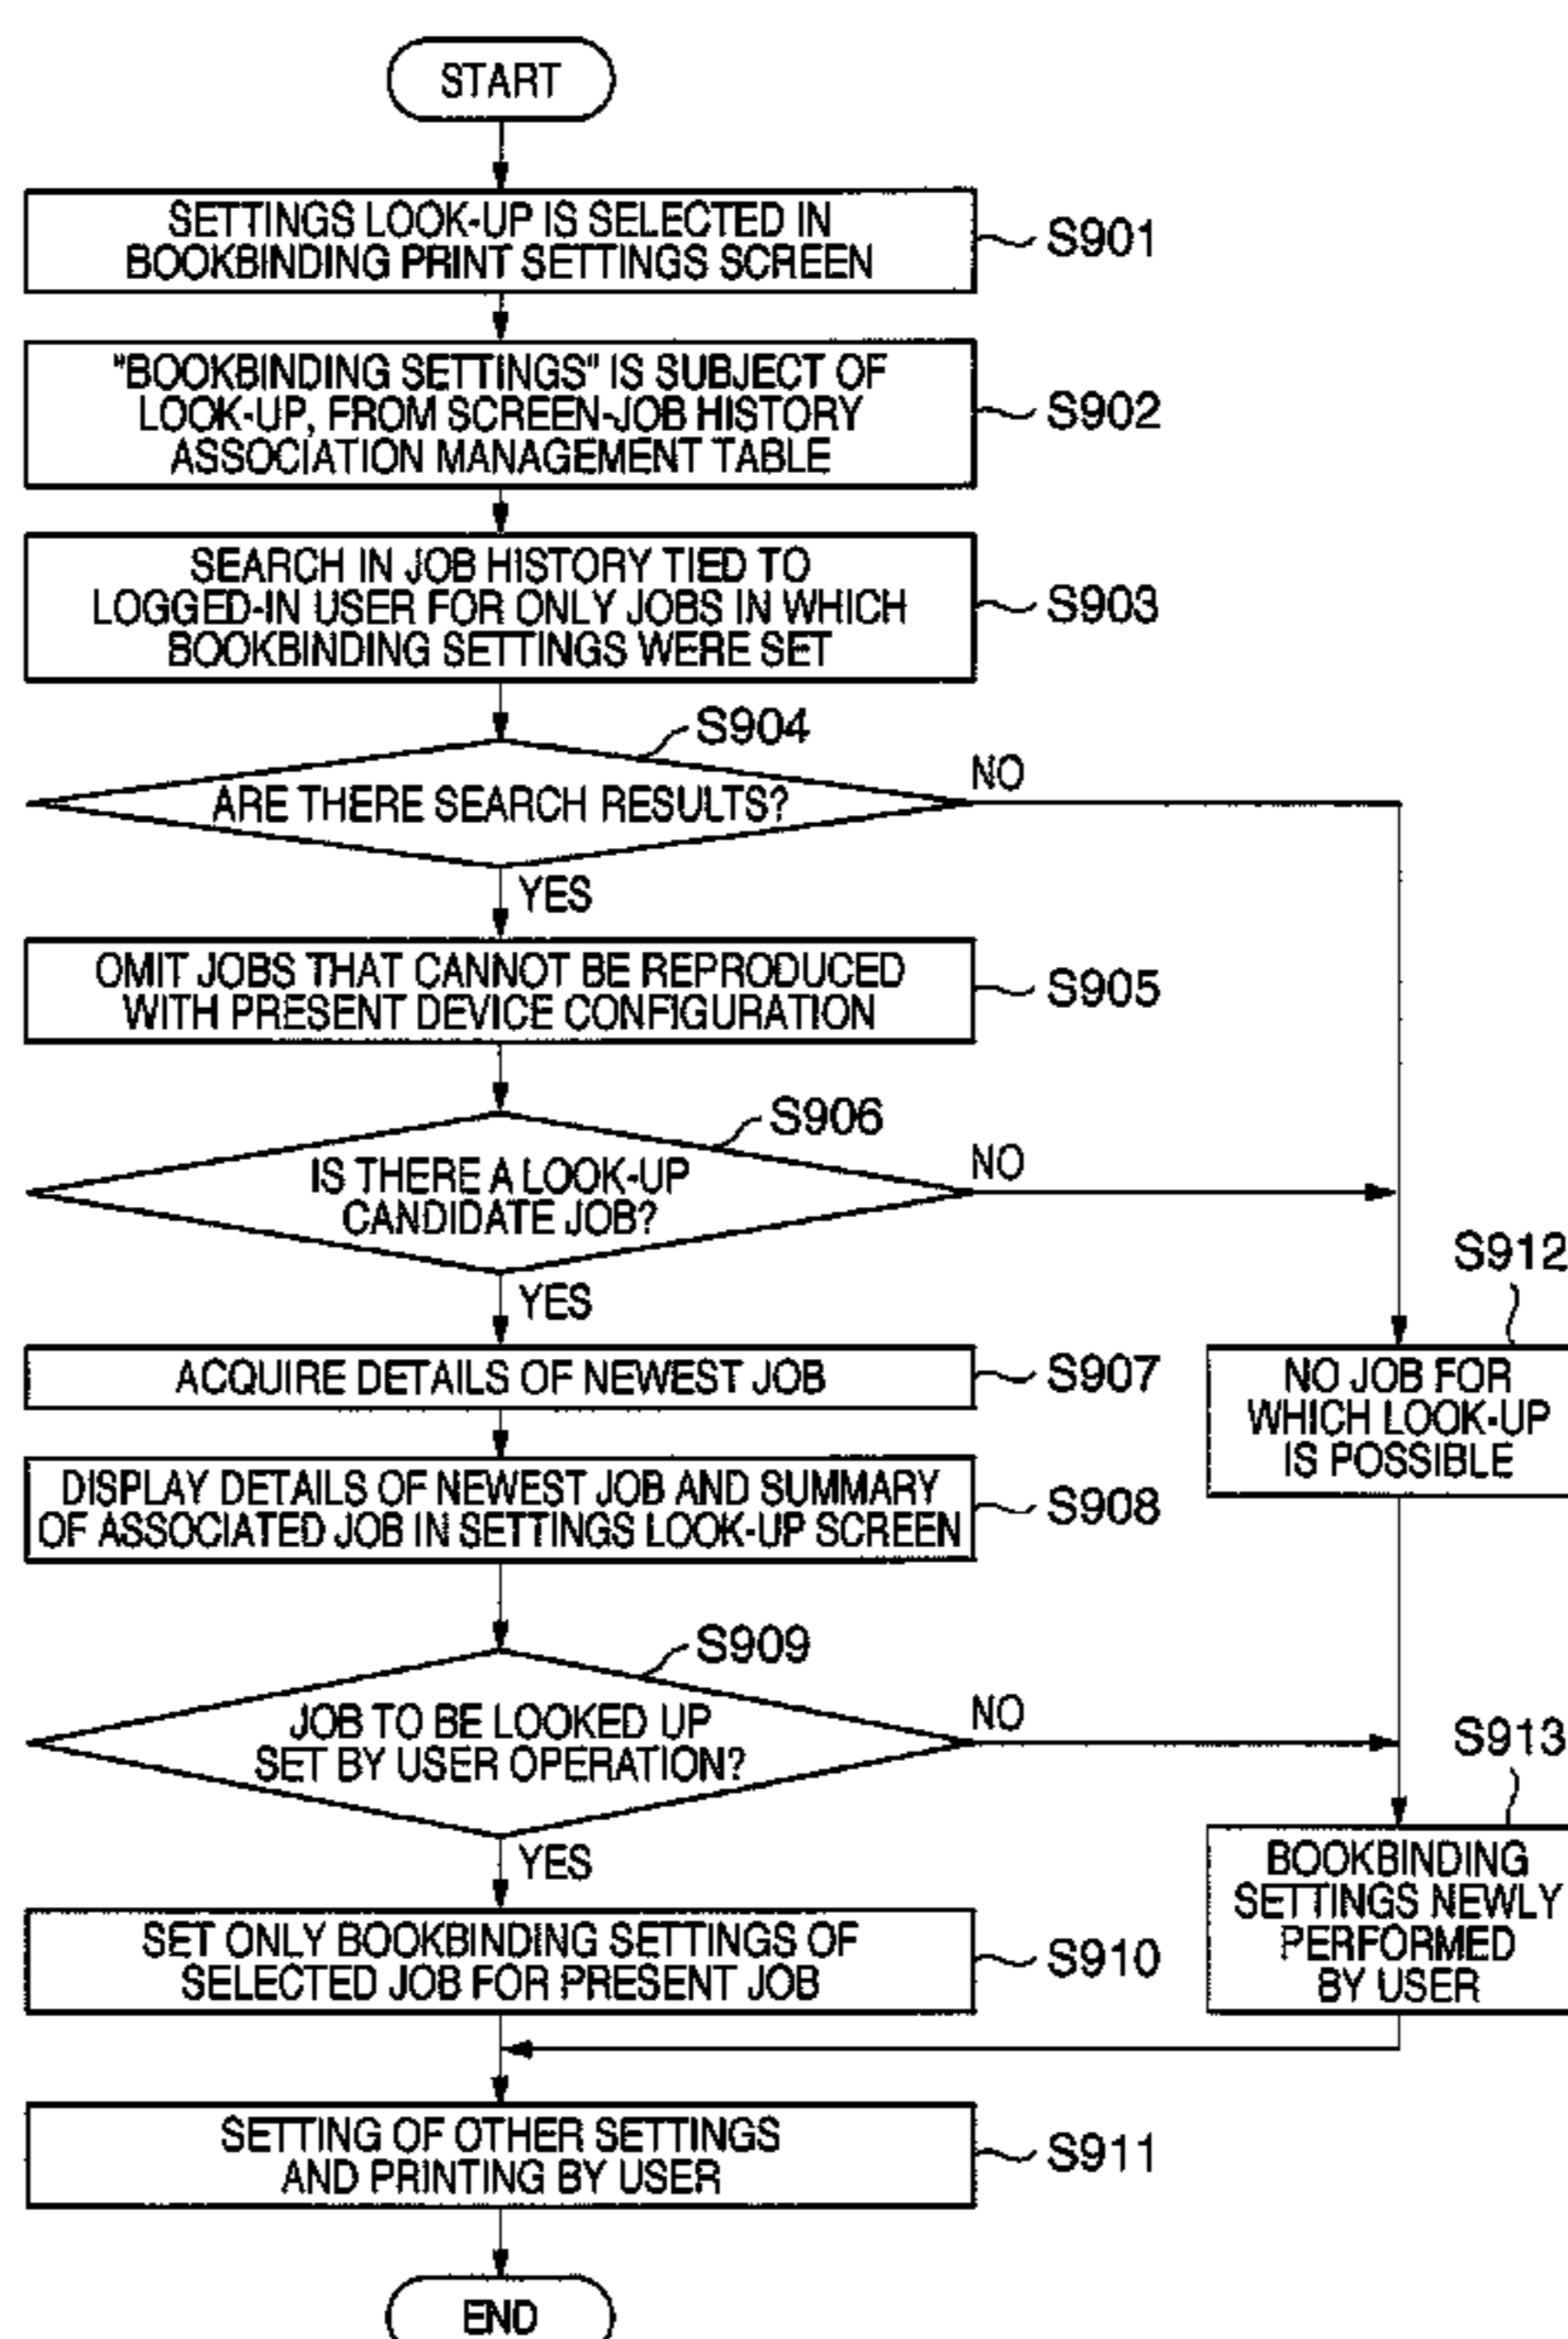 START
SETTINGS LOOK-UP IS SELECTED IN
BOOKBINDING PRINT SETTINGS SCREEN
S901
"BOOKBINDING SETTINGS" IS SUBJECT OF
LOOK-UP, FROM SCREEN-JOB HISTORY
ASSOCIATION MANAGEMENT TABLE
S902
SEARCH IN JOB HISTORY TIED TO
LOGGED-IN USER FOR ONLY JOBS IN WHICH
BOOKBINDING SETTINGS WERE SET
S903
S904
ARE THERE SEARCH RESULTS?
NO
YES
OMIT JOBS THAT CANNOT BE REPRODUCED
WITH PRESENT DEVICE CONFIGURATION
S905
S906
IS THERE A LOOK-UP
CANDIDATE JOB?
NO
YES
S912
ACQUIRE DETAILS OF NEWEST JOB
S907
NO JOB FOR
WHICH LOOK-UP
IS POSSIBLE
DISPLAY DETAILS OF NEWEST JOB AND SUMMARY
OF ASSOCIATED JOB IN SETTINGS LOOK-UP SCREEN
S908
S909
JOB TO BE LOOKED UP
SET BY USER OPERATION?
NO
YES
S913
BOOKBINDING
SETTINGS NEWLY
PERFORMED
BY USER
SET ONLY BOOKBINDING SETTINGS OF
SELECTED JOB FOR PRESENT JOB
S910
SETTING OF OTHER SETTINGS
AND PRINTING BY USER
S911
END